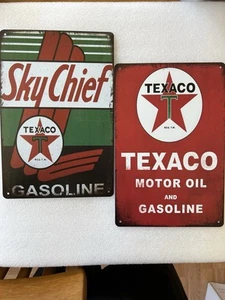 Sky Chief
TEXACO
T
GASOLINE
TEXACO
T
TEXACO
MOTOR OIL
AND
GASOLINE